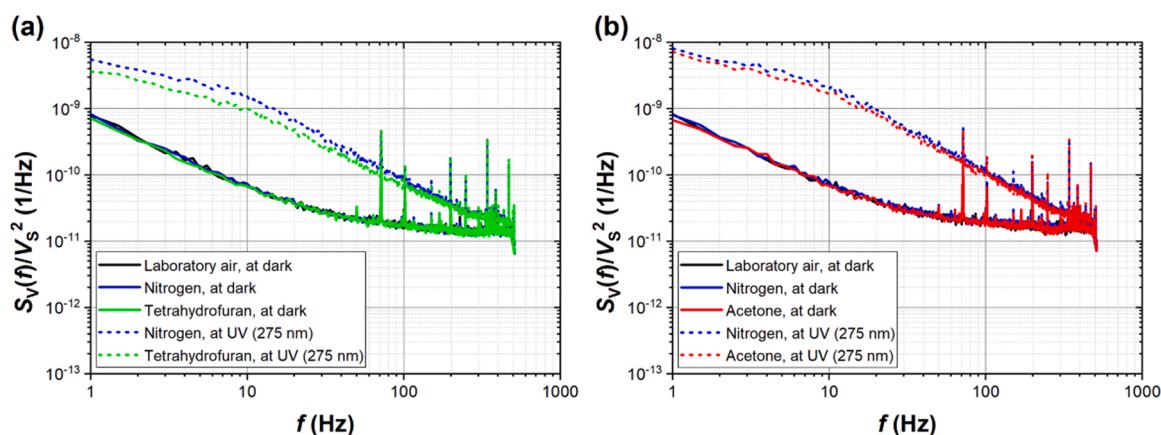 (a)
10⁻⁸
10⁻⁹
10⁻¹⁰
10⁻¹¹
10⁻¹²
10⁻¹³
S_V(f)/V_S² (1/Hz)
Laboratory air, at dark
Nitrogen, at dark
Tetrahydrofuran, at dark
Nitrogen, at UV (275 nm)
Tetrahydrofuran, at UV (275 nm)
1 10 100 1000
f (Hz)
(b)
10⁻⁸
10⁻⁹
10⁻¹⁰
10⁻¹¹
10⁻¹²
10⁻¹³
S_V(f)/V_S² (1/Hz)
Laboratory air, at dark
Nitrogen, at dark
Acetone, at dark
Nitrogen, at UV (275 nm)
Acetone, at UV (275 nm)
1 10 100 1000
f (Hz)